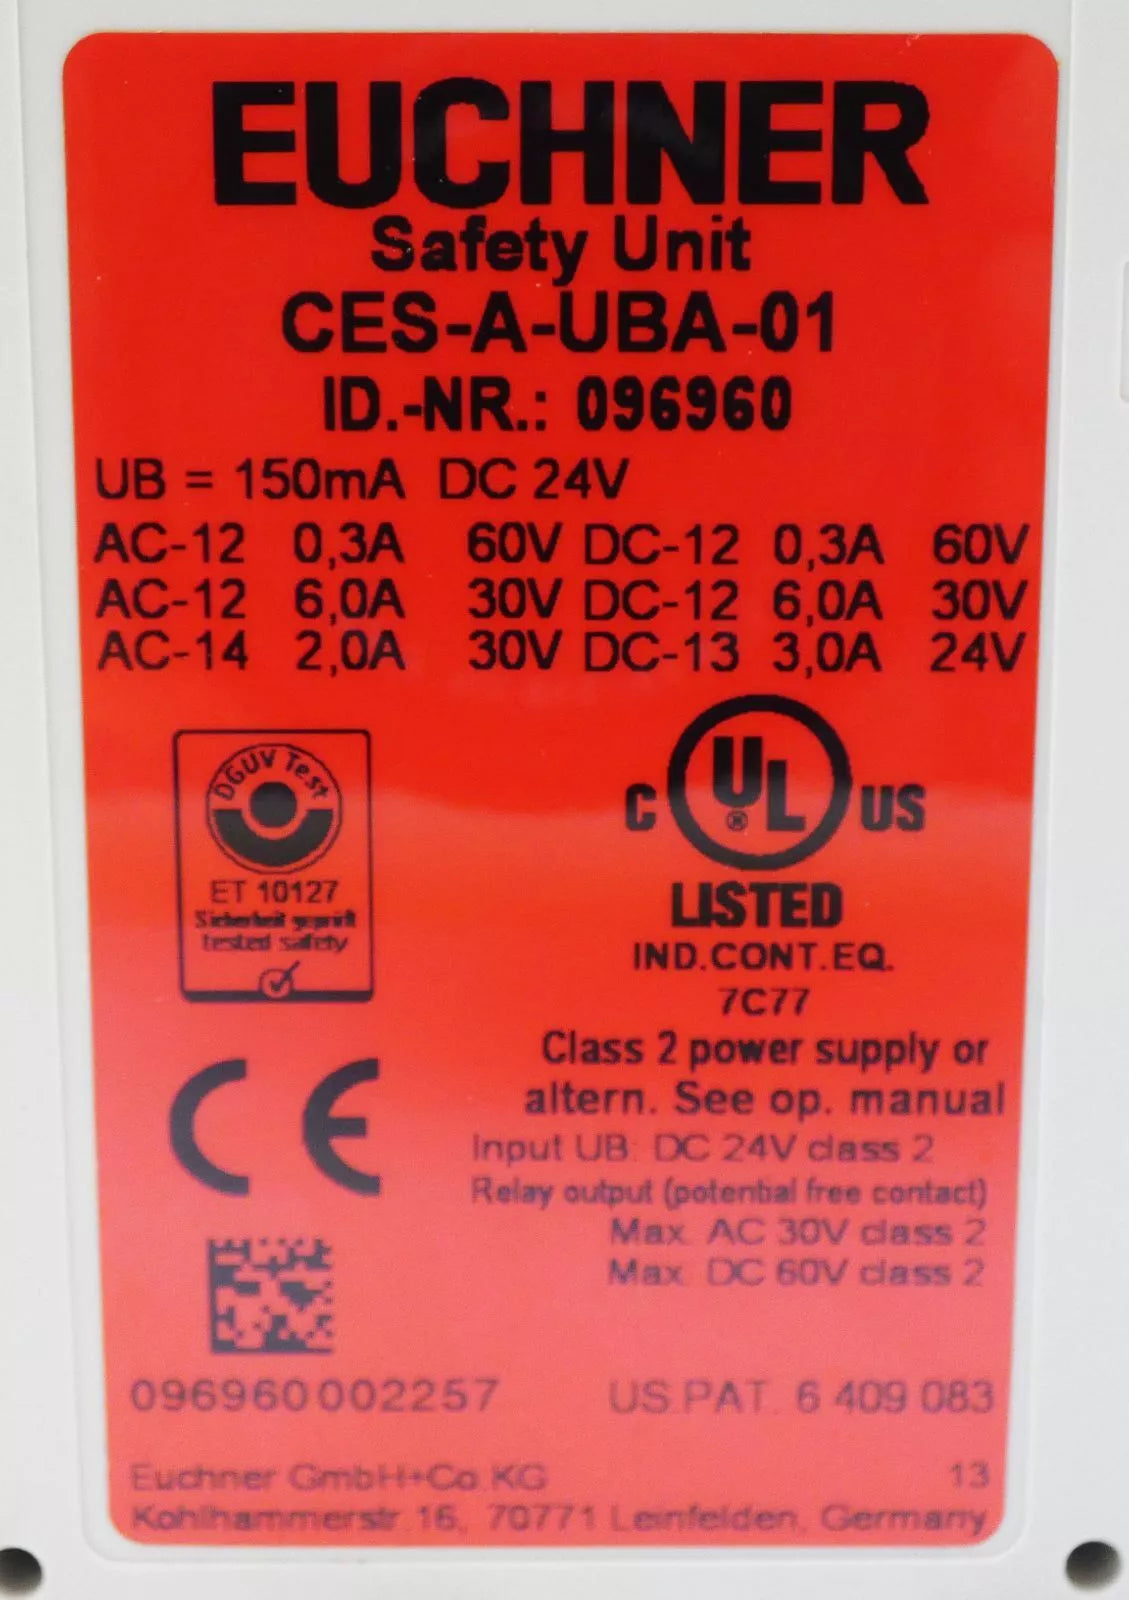 EUCHNER
Safety Unit
CES-A-UBA-01
ID.-NR.: 096960
UB = 150mA DC 24V
AC-12 0,3A 60V DC-12 0,3A 60V
AC-12 6,0A 30V DC-12 6,0A 30V
AC-14 2,0A 30V DC-13 3,0A 24V
DGUV Test
ET 10127
Sicherheit geprüft
tested safety
C UL® US
LISTED
IND.CONT.EQ.
7C77
Class 2 power supply or
altern. See op. manual
Input UB: DC 24V class 2
Relay output (potential free contact)
Max. AC 30V class 2
Max. DC 60V class 2
CE
096960002257 US.PAT. 6 409 083
Euchner GmbH+Co.KG 13
Kohlhammerstr.16, 70771 Leinfelden, Germany